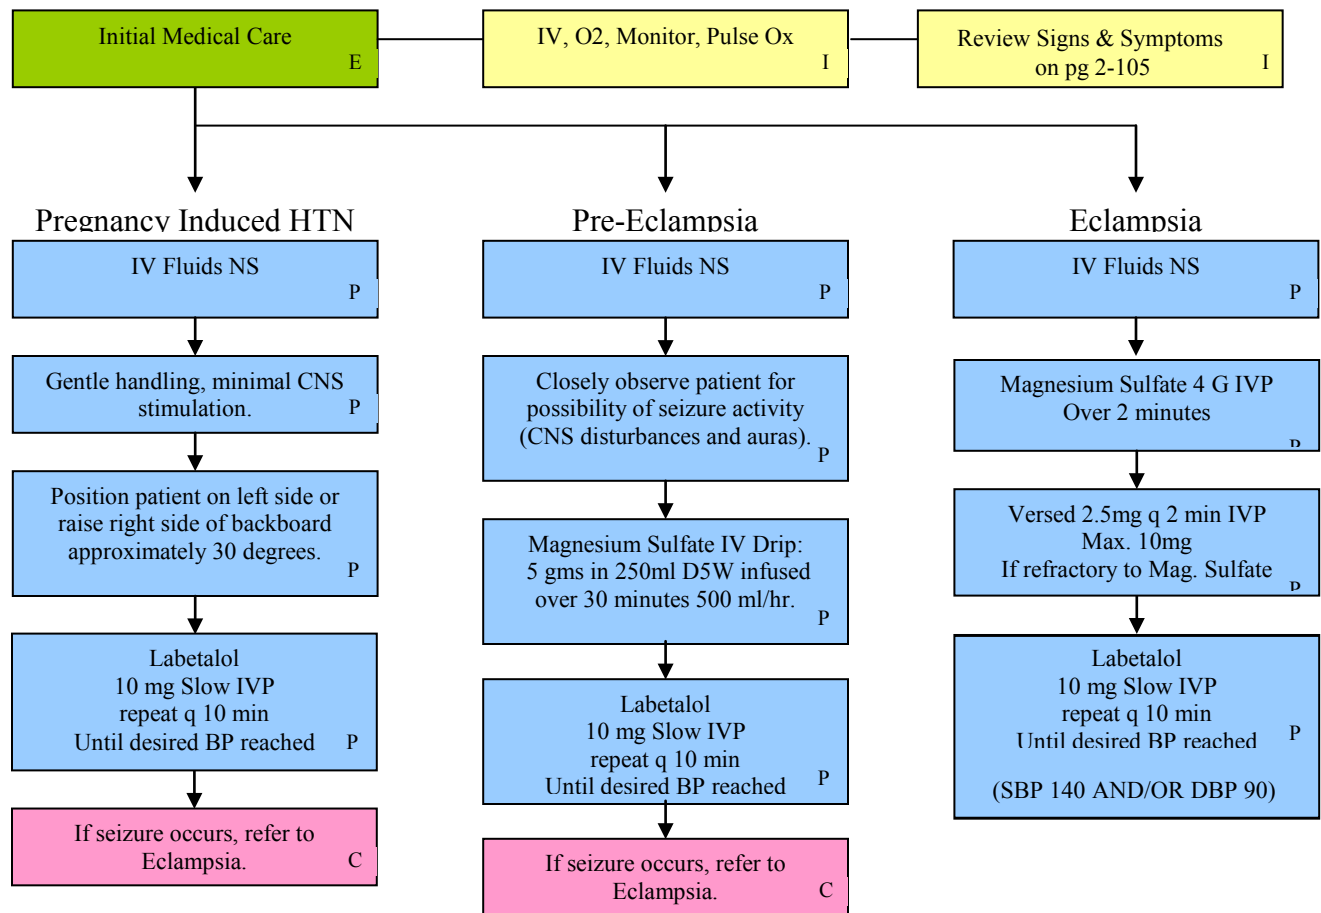 Initial Medical Care
E
IV, O2, Monitor, Pulse Ox
I
Review Signs & Symptoms
on pg 2-105
I
Pregnancy Induced HTN
IV Fluids NS
P
Gentle handling, minimal CNS
stimulation.
P
Position patient on left side or
raise right side of backboard
approximately 30 degrees.
P
Labetalol
10 mg Slow IVP
repeat q 10 min
Until desired BP reached
P
If seizure occurs, refer to
Eclampsia.
C
Pre-Eclampsia
IV Fluids NS
P
Closely observe patient for
possibility of seizure activity
(CNS disturbances and auras).
P
Magnesium Sulfate IV Drip:
5 gms in 250ml D5W infused
over 30 minutes 500 ml/hr.
P
Labetalol
10 mg Slow IVP
repeat q 10 min
Until desired BP reached
P
If seizure occurs, refer to
Eclampsia.
C
Eclampsia
IV Fluids NS
P
Magnesium Sulfate 4 G IVP
Over 2 minutes
P
Versed 2.5mg q 2 min IVP
Max. 10mg
If refractory to Mag. Sulfate
P
Labetalol
10 mg Slow IVP
repeat q 10 min
Until desired BP reached
P
(SBP 140 AND/OR DBP 90)